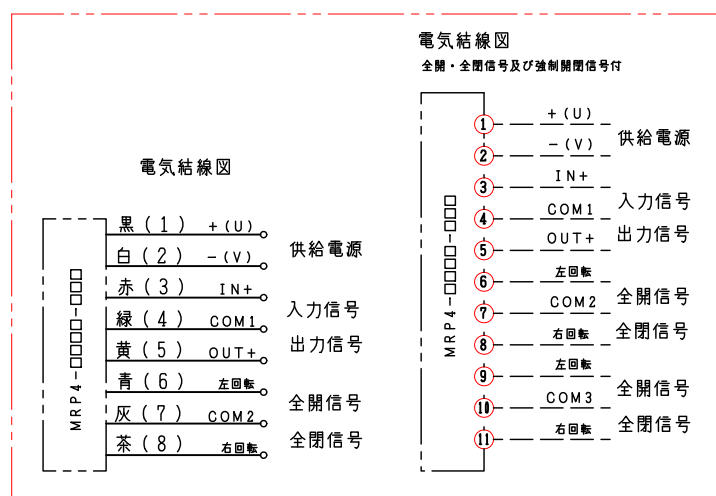 電気結線図
黒(1) +(U)
白(2) -(V)
供給電源
赤(3) IN+
入力信号
緑(4) COM1
黄(5) OUT+
出力信号
青(6) 左回転
全開信号
灰(7) COM2
茶(8) 右回転
全閉信号
MRP4-□□□□-□□□
電気結線図
全開・全閉信号及び強制開閉信号付
① +(U)
② -(V)
供給電源
③ IN+
入力信号
④ COM1
⑤ OUT+
出力信号
⑥ 左回転
全開信号
⑦ COM2
⑧ 右回転
全閉信号
⑨ 左回転
全開信号
⑩ COM3
⑪ 右回転
全閉信号
MRP4-□□□□-□□□